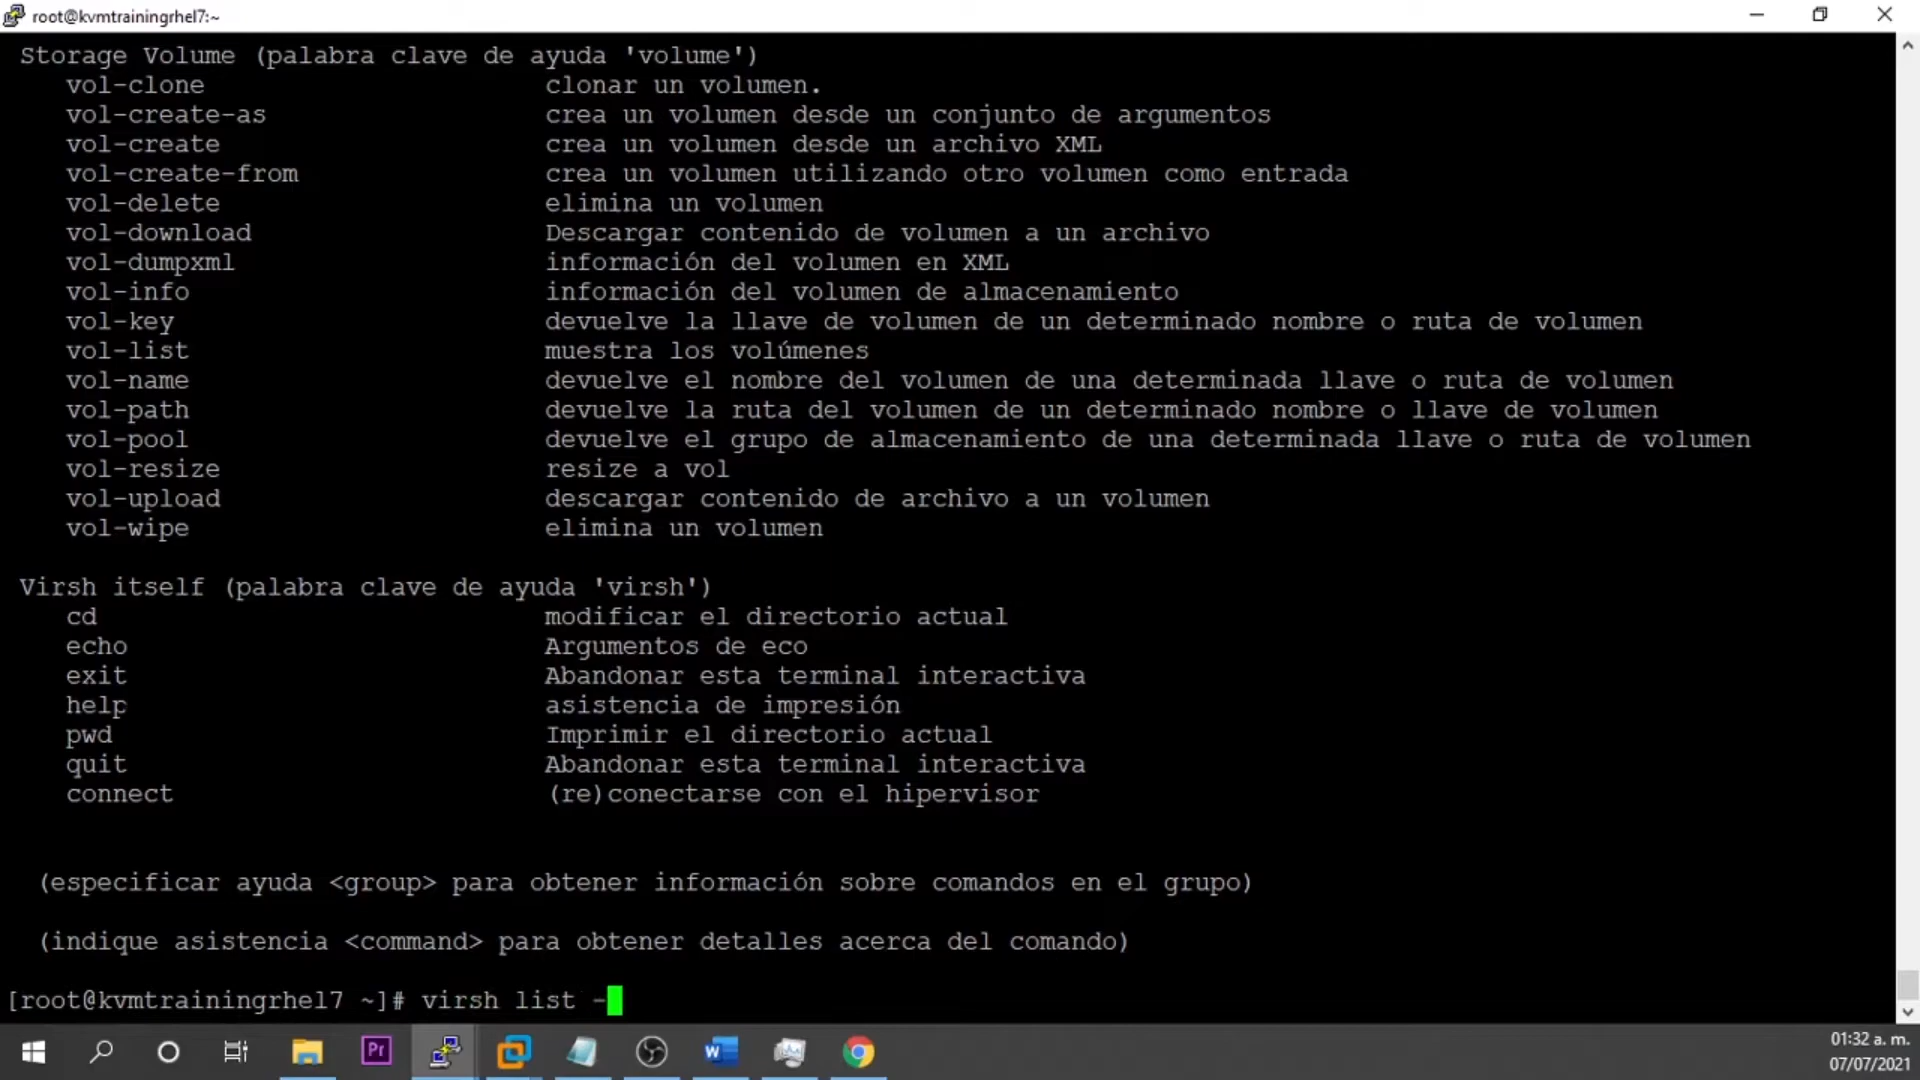 root@kvmtrainingrhel7:~
Storage Volume (palabra clave de ayuda 'volume')
vol-clone clonar un volumen.
vol-create-as crea un volumen desde un conjunto de argumentos
vol-create crea un volumen desde un archivo XML
vol-create-from crea un volumen utilizando otro volumen como entrada
vol-delete elimina un volumen
vol-download Descargar contenido de volumen a un archivo
vol-dumpxml información del volumen en XML
vol-info información del volumen de almacenamiento
vol-key devuelve la llave de volumen de un determinado nombre o ruta de volumen
vol-list muestra los volúmenes
vol-name devuelve el nombre del volumen de una determinada llave o ruta de volumen
vol-path devuelve la ruta del volumen de un determinado nombre o llave de volumen
vol-pool devuelve el grupo de almacenamiento de una determinada llave o ruta de volumen
vol-resize resize a vol
vol-upload descargar contenido de archivo a un volumen
vol-wipe elimina un volumen
Virsh itself (palabra clave de ayuda 'virsh')
cd modificar el directorio actual
echo Argumentos de eco
exit Abandonar esta terminal interactiva
help asistencia de impresión
pwd Imprimir el directorio actual
quit Abandonar esta terminal interactiva
connect (re)conectarse con el hipervisor
(especificar ayuda <group> para obtener información sobre comandos en el grupo)
(indique asistencia <command> para obtener detalles acerca del comando)
[root@kvmtrainingrhel7 ~]# virsh list -
Pr
W
01:32 a. m.
07/07/2021